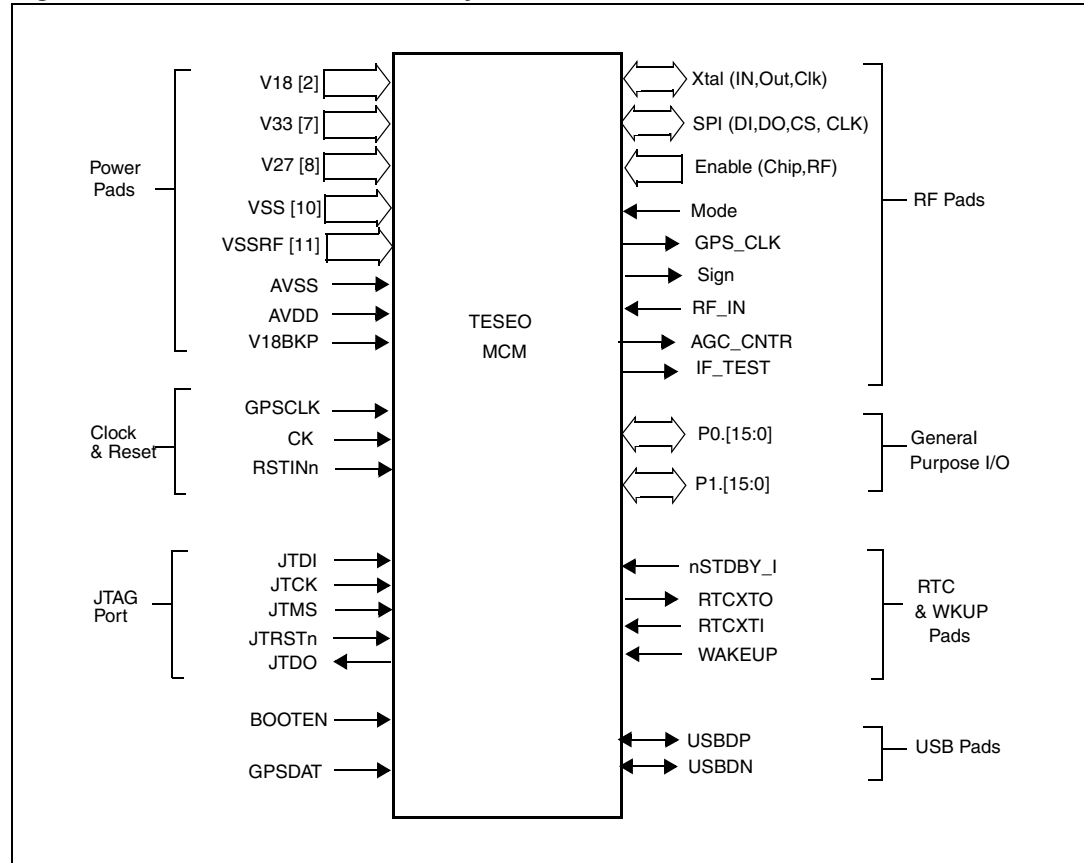 V18 [2]
V33 [7]
V27 [8]
VSS [10]
VSSRF [11]
AVSS
AVDD
V18BKP
Power
Pads
GPSCLK
CK
RSTINn
Clock
& Reset
JTDI
JTCK
JTMS
JTRSTn
JTDO
JTAG
Port
BOOTEN
GPSDAT
TESEO
MCM
Xtal (IN,Out,Clk)
SPI (DI,DO,CS, CLK)
Enable (Chip,RF)
Mode
GPS_CLK
Sign
RF_IN
AGC_CNTR
IF_TEST
RF Pads
P0.[15:0]
P1.[15:0]
General
Purpose I/O
nSTDBY_I
RTCXTO
RTCXTI
WAKEUP
RTC
& WKUP
Pads
USBDP
USBDN
USB Pads